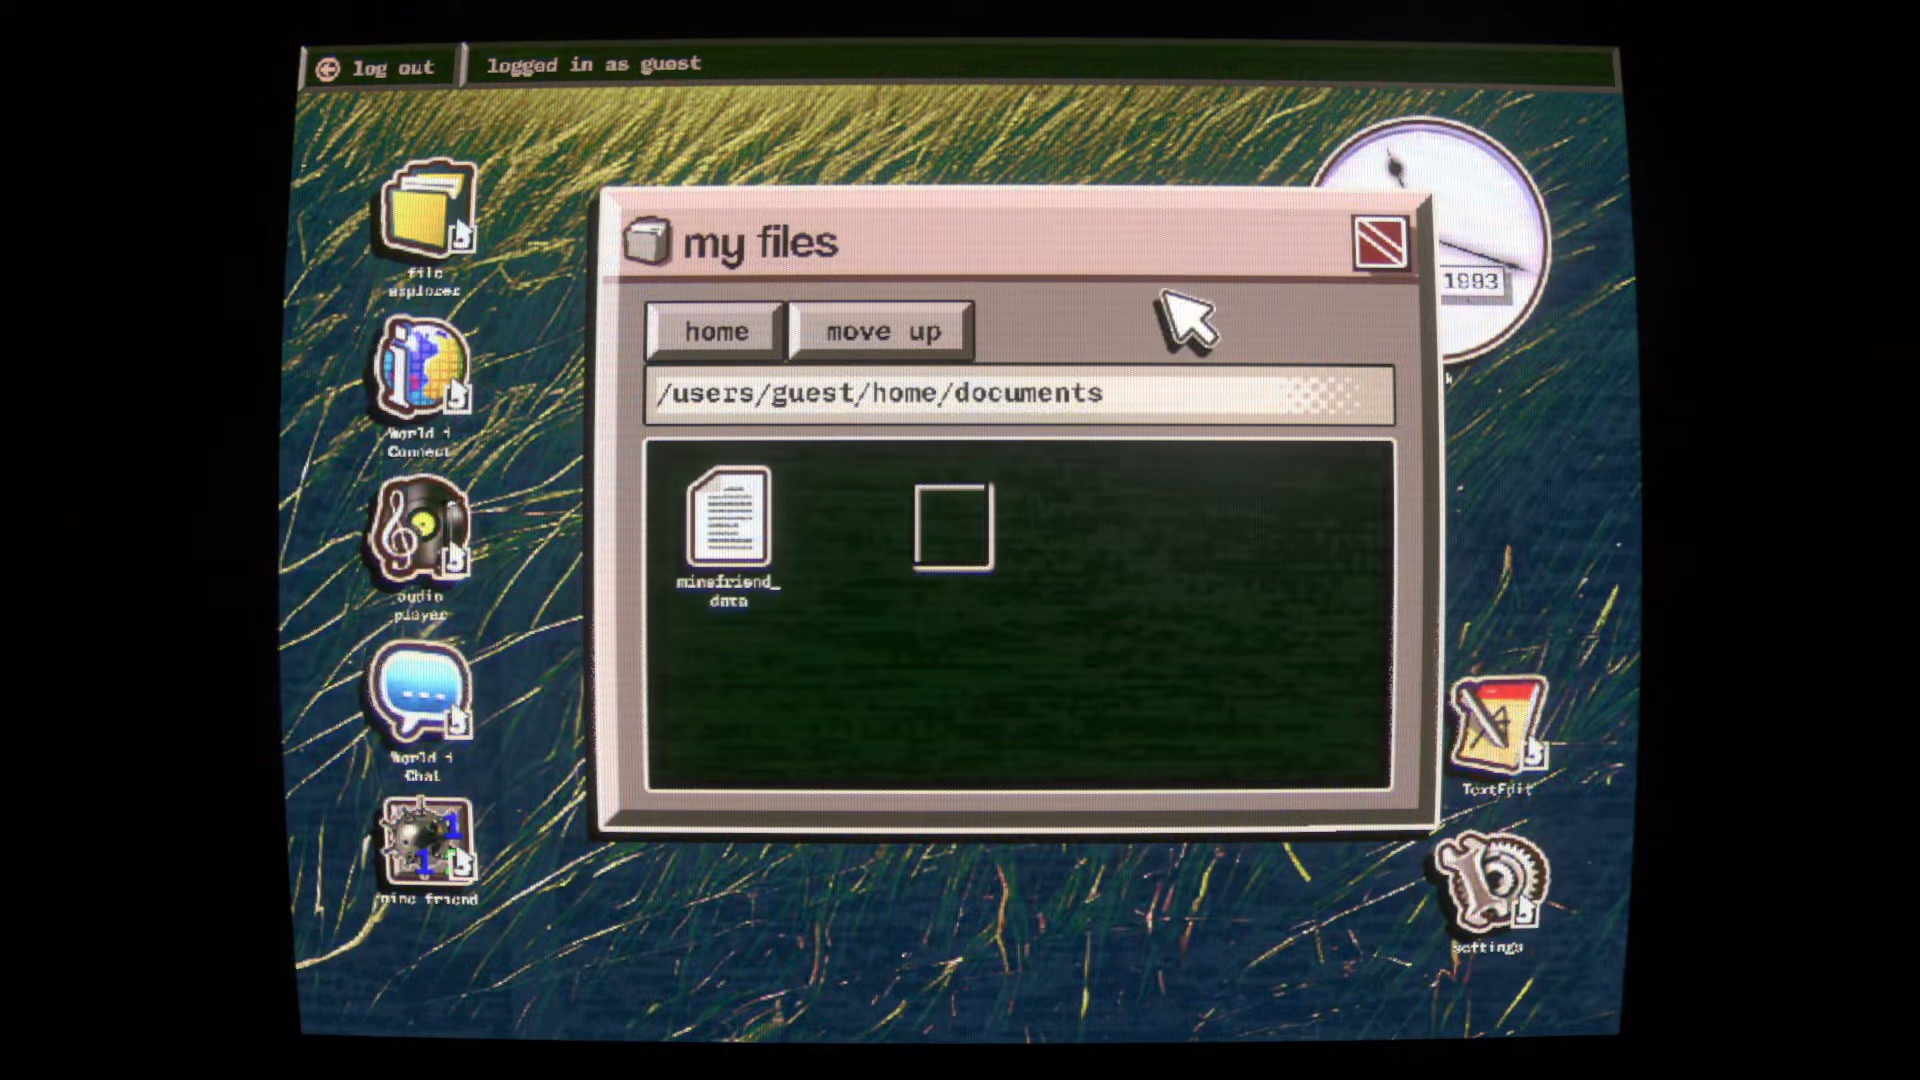 log out
logged in as guest
my files
home
move up
/users/guest/home/documents
1993
file
explorer
World i
Connect
audio
player
World i
Chat
mine friend
minefriend_
data
TextEdit
settings
k